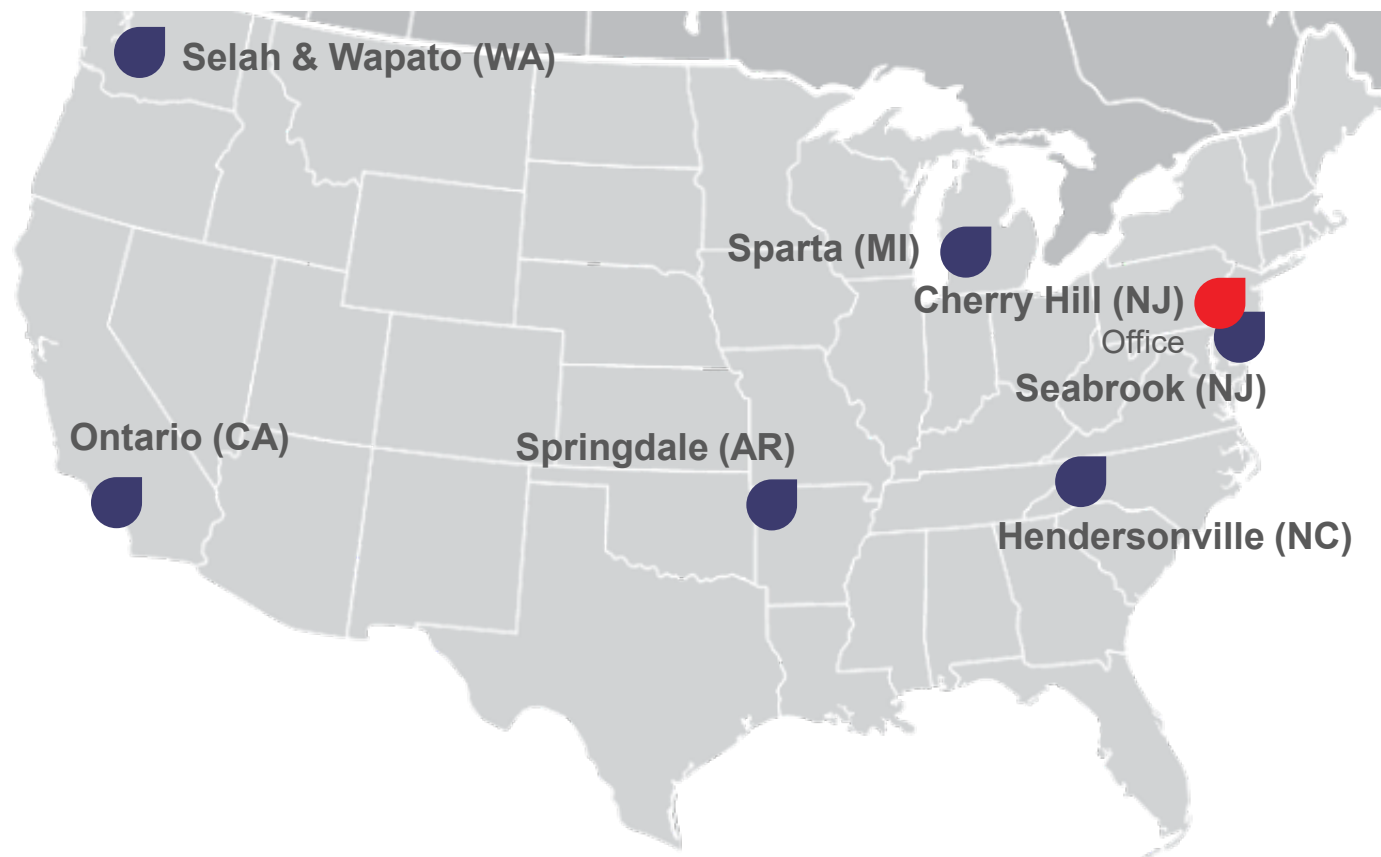 Selah & Wapato (WA)
Sparta (MI)
Cherry Hill (NJ)
Office
Seabrook (NJ)
Ontario (CA)
Springdale (AR)
Hendersonville (NC)